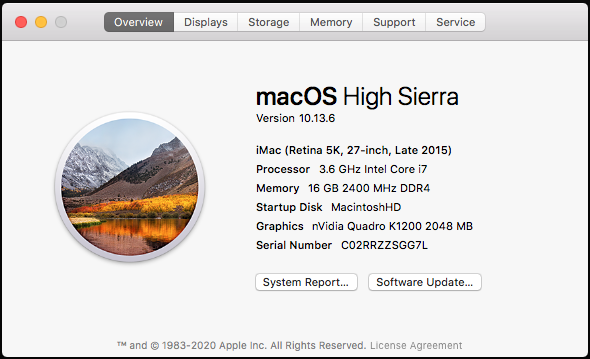 Overview Displays Storage Memory Support Service
macOS High Sierra
Version 10.13.6
iMac (Retina 5K, 27-inch, Late 2015)
Processor 3.6 GHz Intel Core i7
Memory 16 GB 2400 MHz DDR4
Startup Disk MacintoshHD
Graphics nVidia Quadro K1200 2048 MB
Serial Number C02RRZZSGG7L
System Report... Software Update...
™ and © 1983-2020 Apple Inc. All Rights Reserved. License Agreement